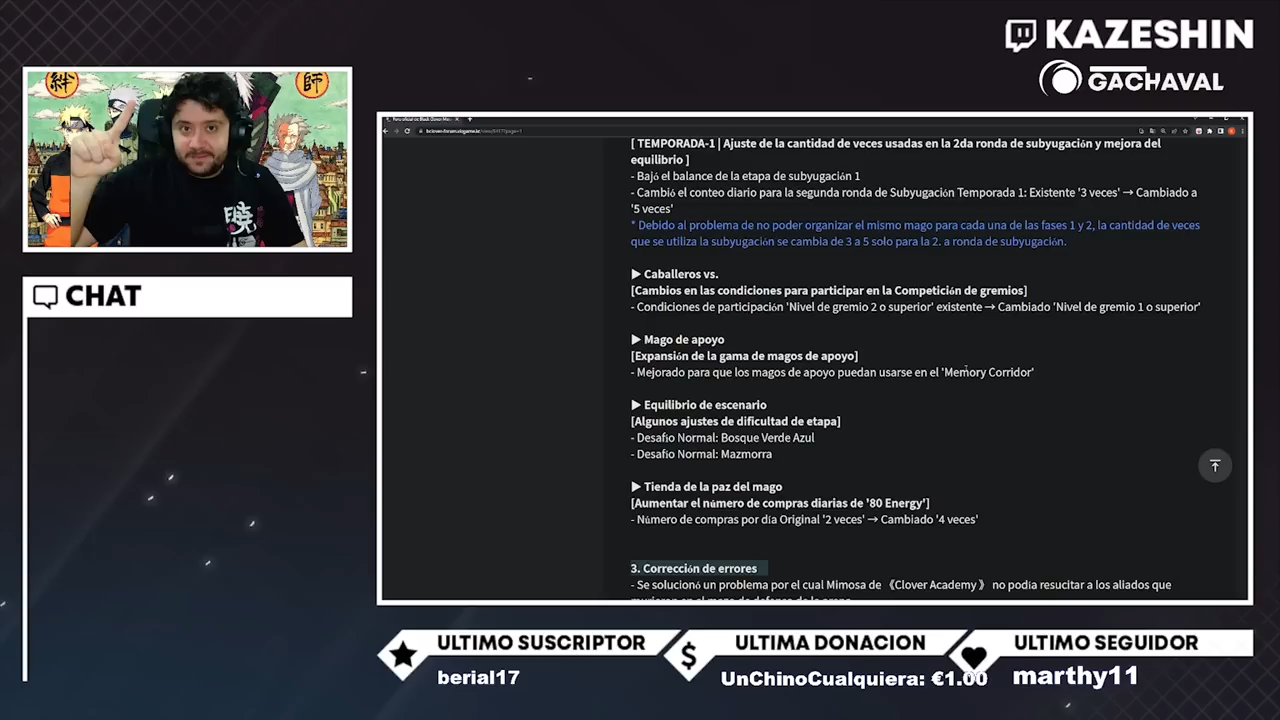 KAZESHIN
GACHAVAL
絆
師
暁
CHAT
[ TEMPORADA-1 | Ajuste de la cantidad de veces usadas en la 2da ronda de subyugación y mejora del
equilibrio ]
- Bajó el balance de la etapa de subyugación 1
- Cambió el conteo diario para la segunda ronda de Subyugación Temporada 1: Existente '3 veces' → Cambiado a
'5 veces'
* Debido al problema de no poder organizar el mismo mago para cada una de las fases 1 y 2, la cantidad de veces
que se utiliza la subyugación se cambia de 3 a 5 solo para la 2. a ronda de subyugación.
▶ Caballeros vs.
[Cambios en las condiciones para participar en la Competición de gremios]
- Condiciones de participación 'Nivel de gremio 2 o superior' existente → Cambiado 'Nivel de gremio 1 o superior'
▶ Mago de apoyo
[Expansión de la gama de magos de apoyo]
- Mejorado para que los magos de apoyo puedan usarse en el 'Memory Corridor'
▶ Equilibrio de escenario
[Algunos ajustes de dificultad de etapa]
- Desafío Normal: Bosque Verde Azul
- Desafío Normal: Mazmorra
▶ Tienda de la paz del mago
[Aumentar el número de compras diarias de '80 Energy']
- Número de compras por día Original '2 veces' → Cambiado '4 veces'
3. Corrección de errores
- Se solucionó un problema por el cual Mimosa de 《Clover Academy 》 no podía resucitar a los aliados que
ULTIMO SUSCRIPTOR
berial17
$
ULTIMA DONACION
UnChinoCualquiera: €1.00
ULTIMO SEGUIDOR
marthy11